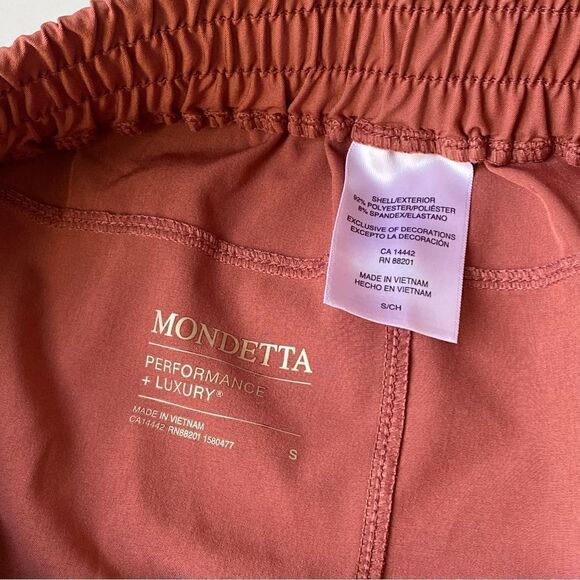 SHELL/EXTERIOR
92% POLYESTER/POLIÉSTER
8% SPANDEX/ELASTANO
EXCLUSIVE OF DECORATIONS
EXCEPTO LA DECORACIÓN
CA 14442
RN 88201
MADE IN VIETNAM
HECHO EN VIETNAM
S/CH
MONDETTA
PERFORMANCE
+ LUXURY®
MADE IN VIETNAM
CA14442 RN88201 1580477
S